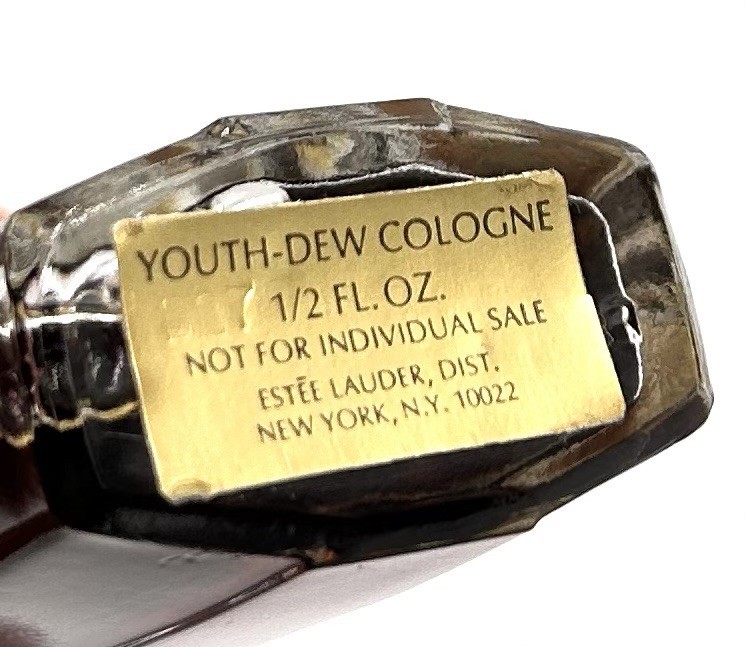 YOUTH-DEW COLOGNE
1/2 FL. OZ.
NOT FOR INDIVIDUAL SALE
ESTĒE LAUDER, DIST.
NEW YORK, N.Y. 10022